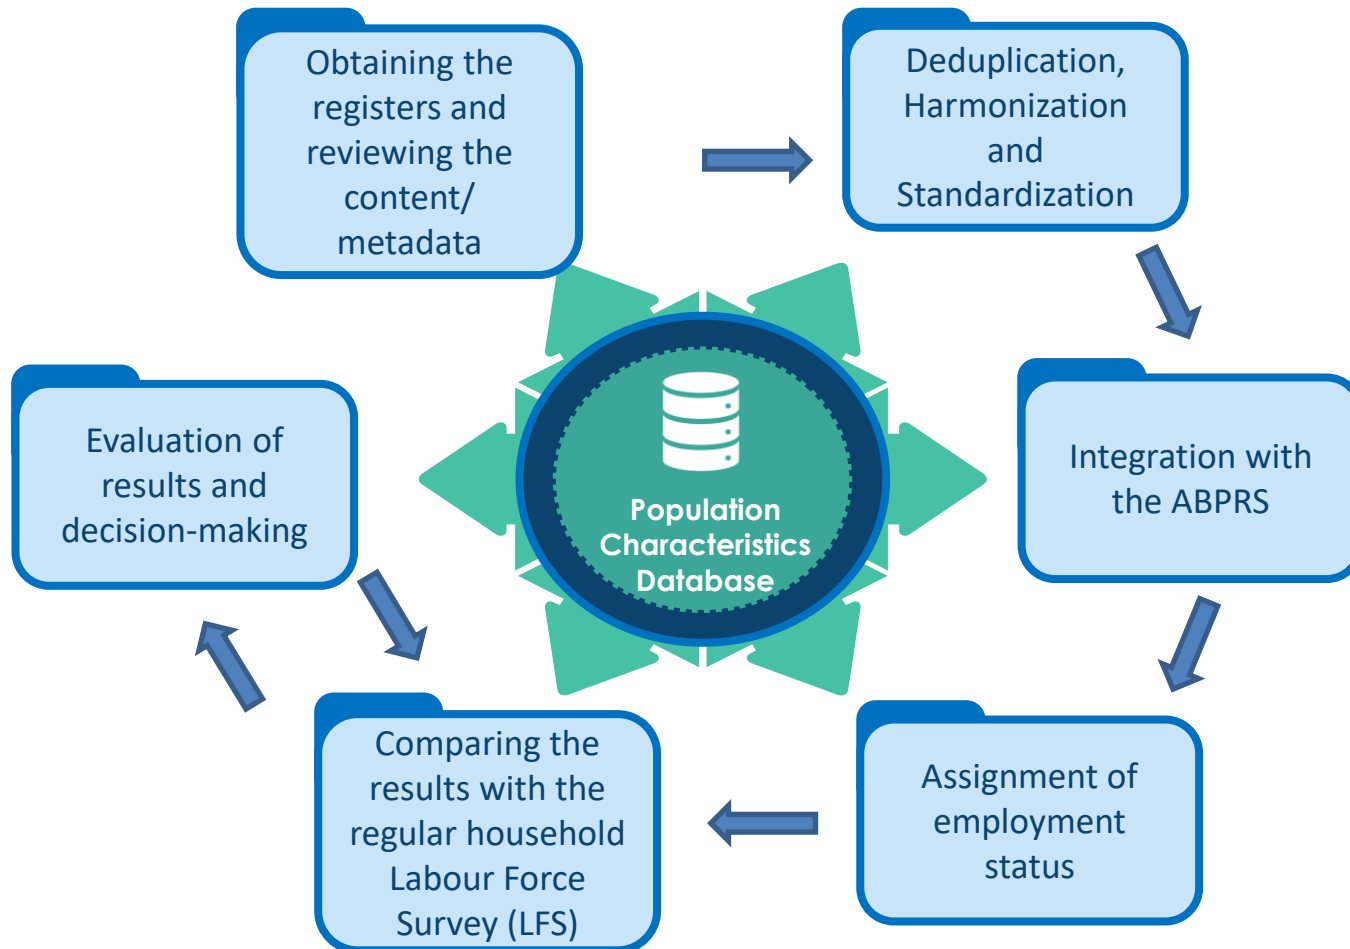 Obtaining the
registers and
reviewing the
content/
metadata
Deduplication,
Harmonization
and
Standardization
Integration with
the ABPRS
Assignment of
employment
status
Comparing the
results with the
regular household
Labour Force
Survey (LFS)
Evaluation of
results and
decision-making
Population
Characteristics
Database